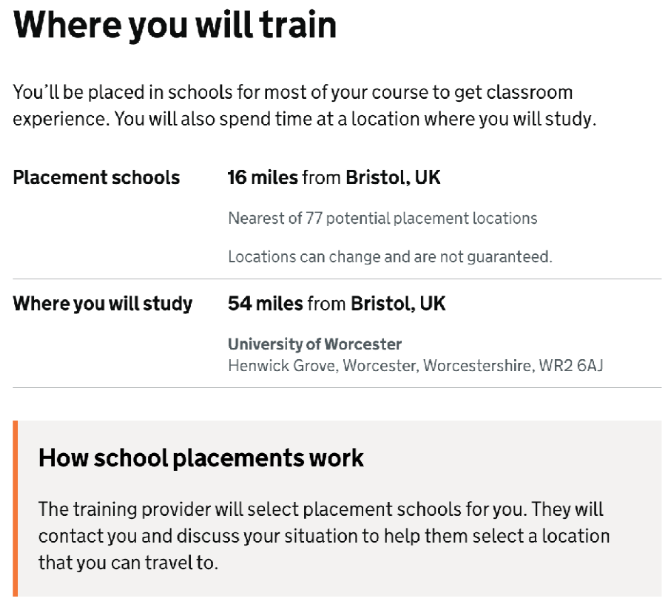 Where you will train
You'll be placed in schools for most of your course to get classroom
experience. You will also spend time at a location where you will study.
Placement schools
16 miles from Bristol, UK
Nearest of 77 potential placement locations
Locations can change and are not guaranteed.
Where you will study
54 miles from Bristol, UK
University of Worcester
Henwick Grove, Worcester, Worcestershire, WR2 6AJ
How school placements work
The training provider will select placement schools for you. They will
contact you and discuss your situation to help them select a location
that you can travel to.